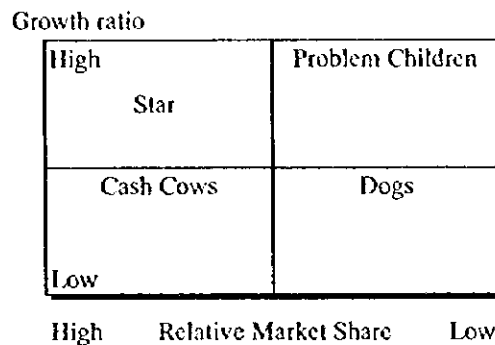 Growth ratio
High
Problem Children
Star
Cash Cows
Dogs
Low
High Relative Market Share Low